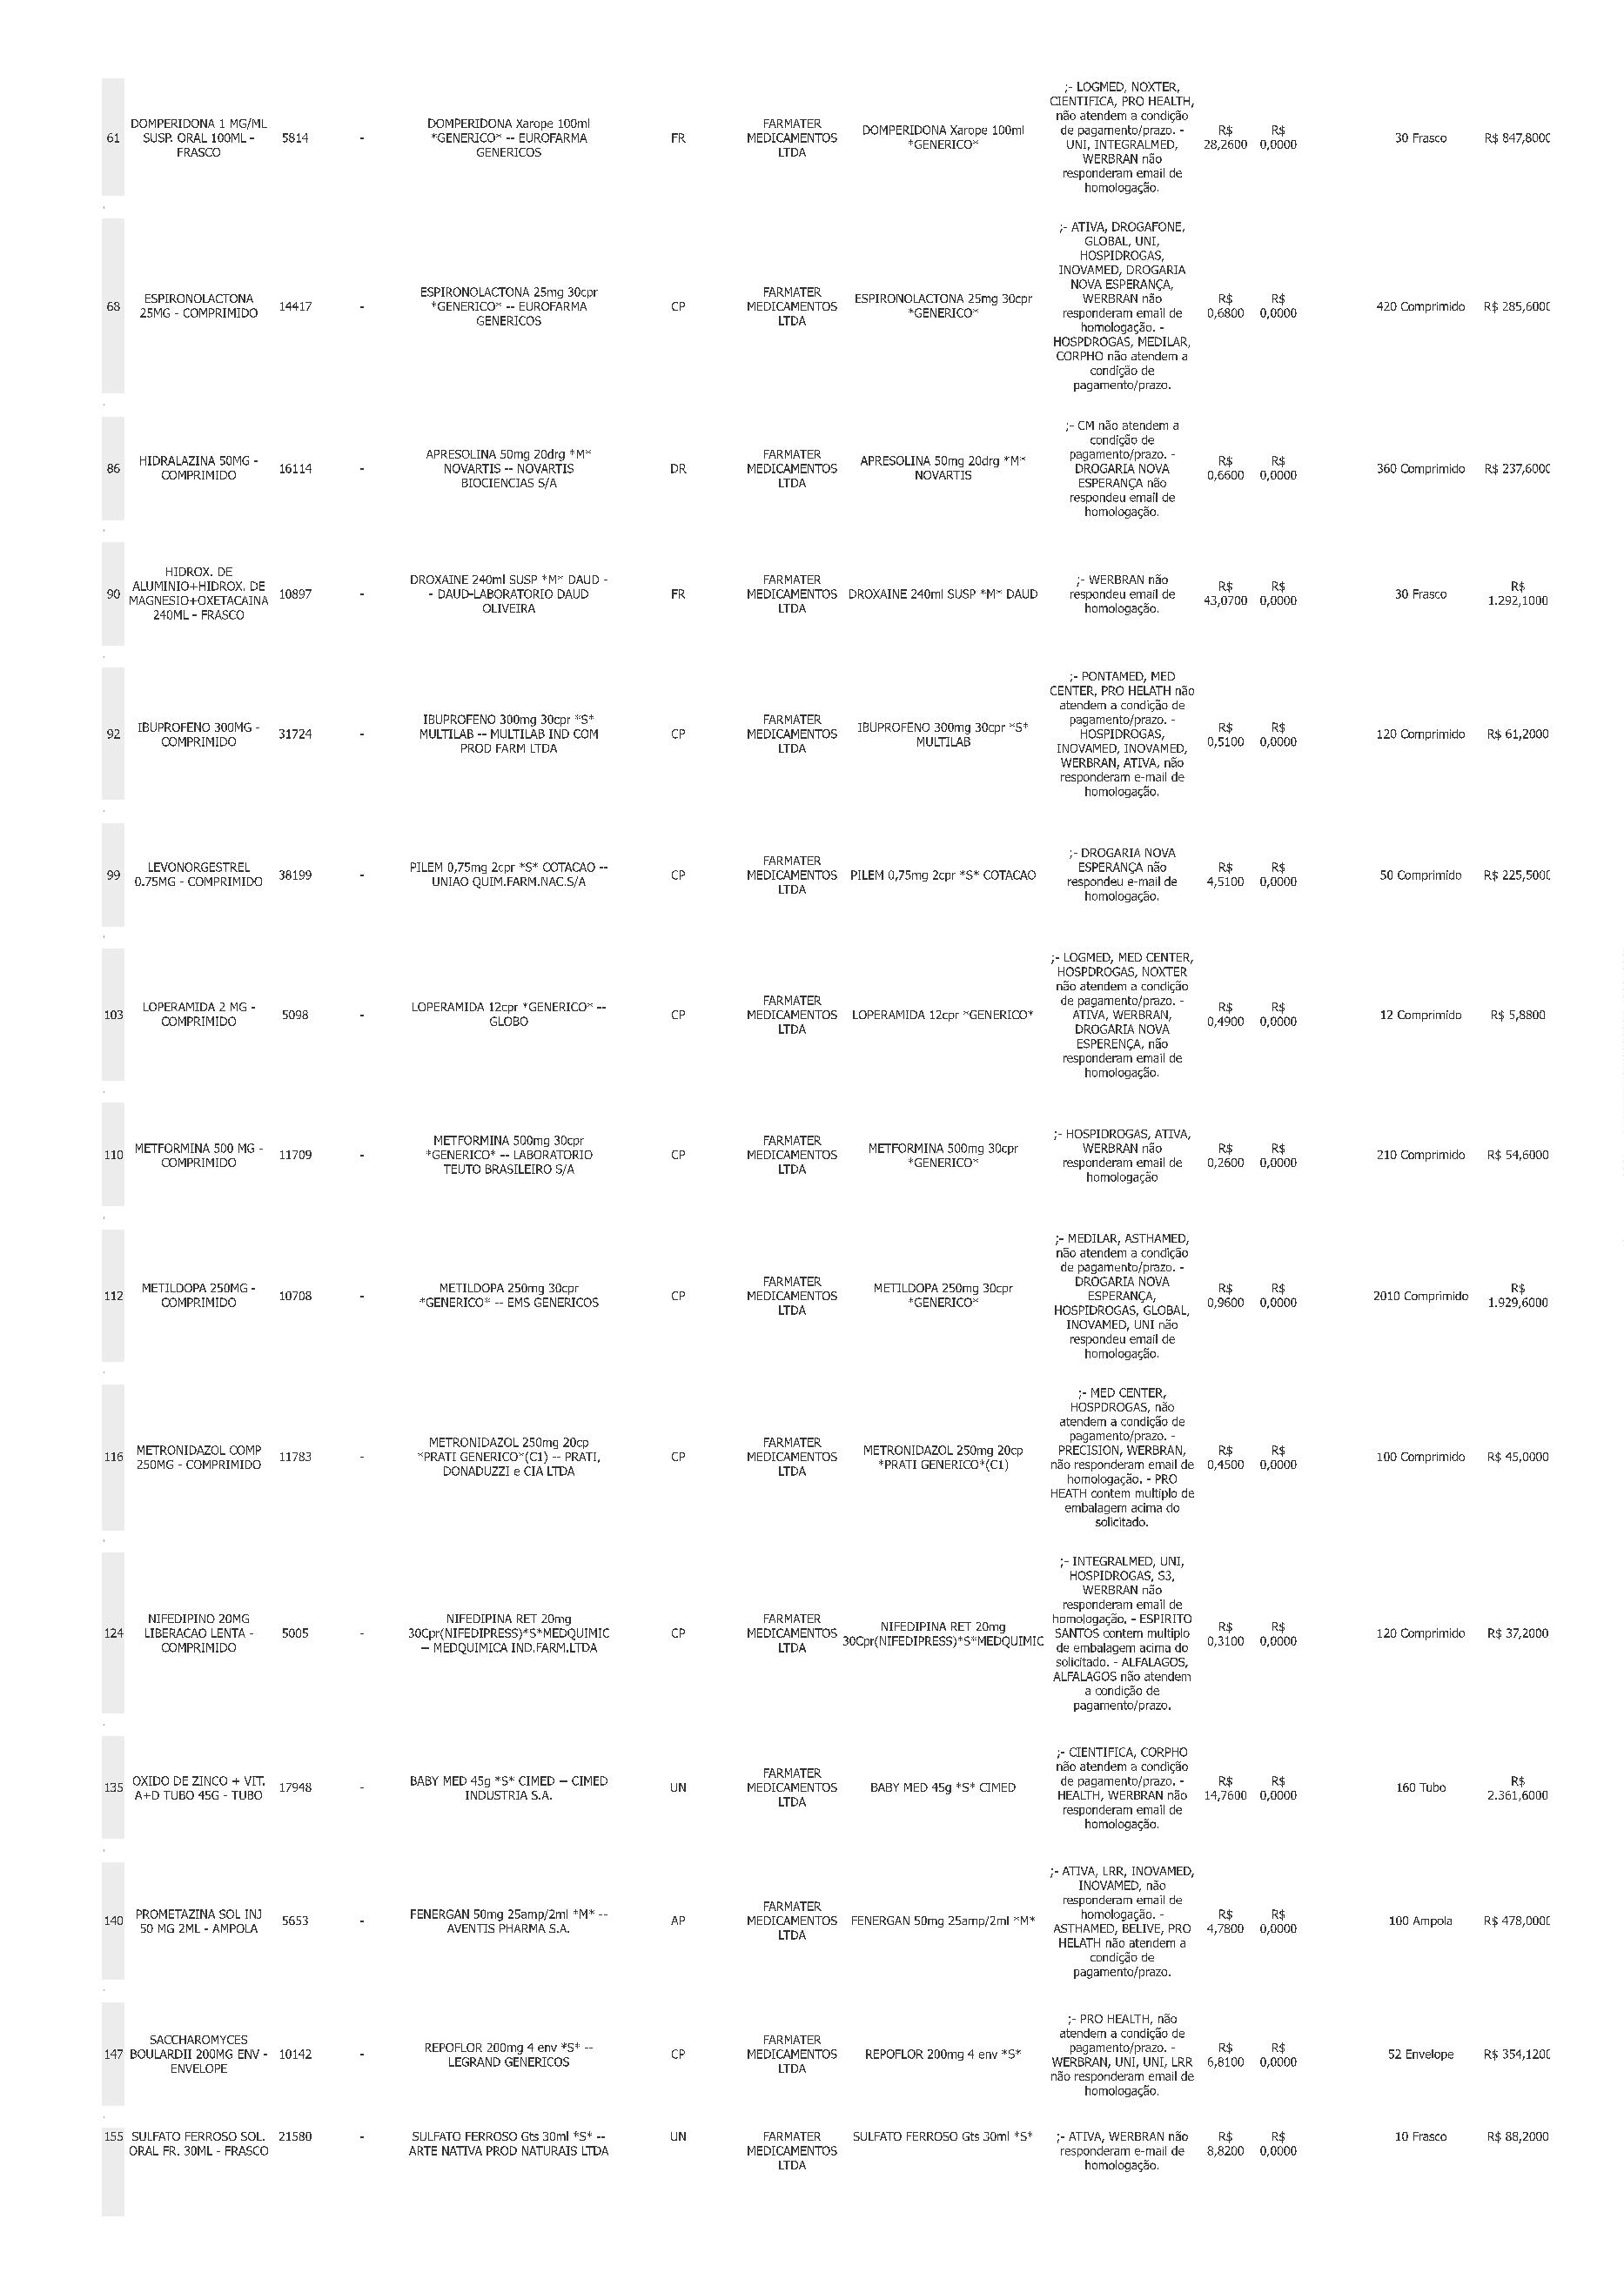 61
DOMPERIDONA 1 MG/ML
SUSP. ORAL 100ML -
FRASCO
5814
-
DOMPERIDONA Xarope 100ml
*GENERICO* -- EUROFARMA
GENERICOS
FR
FARMATER
MEDICAMENTOS
LTDA
DOMPERIDONA Xarope 100ml
*GENERICO*
;- LOGMED, NOXTER,
CIENTIFICA, PRO HEALTH,
não atendem a condição
de pagamento/prazo. -
UNI, INTEGRALMED,
WERBRAN não
responderam email de
homologação.
R$
28,2600
R$
0,0000
30 Frasco
R$ 847,8000
68
ESPIRONOLACTONA
25MG - COMPRIMIDO
14417
-
ESPIRONOLACTONA 25mg 30cpr
*GENERICO* -- EUROFARMA
GENERICOS
CP
FARMATER
MEDICAMENTOS
LTDA
ESPIRONOLACTONA 25mg 30cpr
*GENERICO*
;- ATIVA, DROGAFONE,
GLOBAL, UNI,
HOSPIDROGAS,
INOVAMED, DROGARIA
NOVA ESPERANÇA,
WERBRAN não
responderam email de
homologação. -
HOSPDROGAS, MEDILAR,
CORPHO não atendem a
condição de
pagamento/prazo.
R$
0,6800
R$
0,0000
420 Comprimido
R$ 285,6000
86
HIDRALAZINA 50MG -
COMPRIMIDO
16114
-
APRESOLINA 50mg 20drg *M*
NOVARTIS -- NOVARTIS
BIOCIENCIAS S/A
DR
FARMATER
MEDICAMENTOS
LTDA
APRESOLINA 50mg 20drg *M*
NOVARTIS
;- CM não atendem a
condição de
pagamento/prazo. -
DROGARIA NOVA
ESPERANÇA não
respondeu email de
homologação.
R$
0,6600
R$
0,0000
360 Comprimido
R$ 237,6000
90
HIDROX. DE
ALUMINIO+HIDROX. DE
MAGNESIO+OXETACAINA
240ML - FRASCO
10897
-
DROXAINE 240ml SUSP *M* DAUD -
- DAUD-LABORATORIO DAUD
OLIVEIRA
FR
FARMATER
MEDICAMENTOS
LTDA
DROXAINE 240ml SUSP *M* DAUD
;- WERBRAN não
respondeu email de
homologação.
R$
43,0700
R$
0,0000
30 Frasco
R$
1.292,1000
92
IBUPROFENO 300MG -
COMPRIMIDO
31724
-
IBUPROFENO 300mg 30cpr *S*
MULTILAB -- MULTILAB IND COM
PROD FARM LTDA
CP
FARMATER
MEDICAMENTOS
LTDA
IBUPROFENO 300mg 30cpr *S*
MULTILAB
;- PONTAMED, MED
CENTER, PRO HELATH não
atendem a condição de
pagamento/prazo. -
HOSPIDROGAS,
INOVAMED, INOVAMED,
WERBRAN, ATIVA, não
responderam e-mail de
homologação.
R$
0,5100
R$
0,0000
120 Comprimido
R$ 61,2000
99
LEVONORGESTREL
0.75MG - COMPRIMIDO
38199
-
PILEM 0,75mg 2cpr *S* COTACAO --
UNIAO QUIM.FARM.NAC.S/A
CP
FARMATER
MEDICAMENTOS
LTDA
PILEM 0,75mg 2cpr *S* COTACAO
;- DROGARIA NOVA
ESPERANÇA não
respondeu e-mail de
homologação.
R$
4,5100
R$
0,0000
50 Comprimido
R$ 225,5000
103
LOPERAMIDA 2 MG -
COMPRIMIDO
5098
-
LOPERAMIDA 12cpr *GENERICO* --
GLOBO
CP
FARMATER
MEDICAMENTOS
LTDA
LOPERAMIDA 12cpr *GENERICO*
;- LOGMED, MED CENTER,
HOSPDROGAS, NOXTER
não atendem a condição
de pagamento/prazo. -
ATIVA, WERBRAN,
DROGARIA NOVA
ESPERENÇA, não
responderam email de
homologação.
R$
0,4900
R$
0,0000
12 Comprimido
R$ 5,8800
110
METFORMINA 500 MG -
COMPRIMIDO
11709
-
METFORMINA 500mg 30cpr
*GENERICO* -- LABORATORIO
TEUTO BRASILEIRO S/A
CP
FARMATER
MEDICAMENTOS
LTDA
METFORMINA 500mg 30cpr
*GENERICO*
;- HOSPIDROGAS, ATIVA,
WERBRAN não
responderam email de
homologação
R$
0,2600
R$
0,0000
210 Comprimido
R$ 54,6000
112
METILDOPA 250MG -
COMPRIMIDO
10708
-
METILDOPA 250mg 30cpr
*GENERICO* -- EMS GENERICOS
CP
FARMATER
MEDICAMENTOS
LTDA
METILDOPA 250mg 30cpr
*GENERICO*
;- MEDILAR, ASTHAMED,
não atendem a condição
de pagamento/prazo. -
DROGARIA NOVA
ESPERANÇA,
HOSPIDROGAS, GLOBAL,
INOVAMED, UNI não
respondeu email de
homologação.
R$
0,9600
R$
0,0000
2010 Comprimido
R$
1.929,6000
116
METRONIDAZOL COMP
250MG - COMPRIMIDO
11783
-
METRONIDAZOL 250mg 20cp
*PRATI GENERICO*(C1) -- PRATI,
DONADUZZI e CIA LTDA
CP
FARMATER
MEDICAMENTOS
LTDA
METRONIDAZOL 250mg 20cp
*PRATI GENERICO*(C1)
;- MED CENTER,
HOSPDROGAS, não
atendem a condição de
pagamento/prazo. -
PRECISION, WERBRAN,
não responderam email de
homologação. - PRO
HEATH contem multiplo de
embalagem acima do
solicitado.
R$
0,4500
R$
0,0000
100 Comprimido
R$ 45,0000
124
NIFEDIPINO 20MG
LIBERACAO LENTA -
COMPRIMIDO
5005
-
NIFEDIPINA RET 20mg
30Cpr(NIFEDIPRESS)*S*MEDQUIMIC
-- MEDQUIMICA IND.FARM.LTDA
CP
FARMATER
MEDICAMENTOS
LTDA
NIFEDIPINA RET 20mg
30Cpr(NIFEDIPRESS)*S*MEDQUIMIC
;- INTEGRALMED, UNI,
HOSPIDROGAS, S3,
WERBRAN não
responderam email de
homologação. - ESPIRITO
SANTOS contem multiplo
de embalagem acima do
solicitado. - ALFALAGOS,
ALFALAGOS não atendem
a condição de
pagamento/prazo.
R$
0,3100
R$
0,0000
120 Comprimido
R$ 37,2000
135
OXIDO DE ZINCO + VIT.
A+D TUBO 45G - TUBO
17948
-
BABY MED 45g *S* CIMED -- CIMED
INDUSTRIA S.A.
UN
FARMATER
MEDICAMENTOS
LTDA
BABY MED 45g *S* CIMED
;- CIENTIFICA, CORPHO
não atendem a condição
de pagamento/prazo. -
HEALTH, WERBRAN não
responderam email de
homologação.
R$
14,7600
R$
0,0000
160 Tubo
R$
2.361,6000
140
PROMETAZINA SOL INJ
50 MG 2ML - AMPOLA
5653
-
FENERGAN 50mg 25amp/2ml *M* --
AVENTIS PHARMA S.A.
AP
FARMATER
MEDICAMENTOS
LTDA
FENERGAN 50mg 25amp/2ml *M*
;- ATIVA, LRR, INOVAMED,
INOVAMED, não
responderam email de
homologação. -
ASTHAMED, BELIVE, PRO
HELATH não atendem a
condição de
pagamento/prazo.
R$
4,7800
R$
0,0000
100 Ampola
R$ 478,0000
147
SACCHAROMYCES
BOULARDII 200MG ENV -
ENVELOPE
10142
-
REPOFLOR 200mg 4 env *S* --
LEGRAND GENERICOS
CP
FARMATER
MEDICAMENTOS
LTDA
REPOFLOR 200mg 4 env *S*
;- PRO HEALTH, não
atendem a condição de
pagamento/prazo. -
WERBRAN, UNI, UNI, LRR
não responderam email de
homologação.
R$
6,8100
R$
0,0000
52 Envelope
R$ 354,1200
155
SULFATO FERROSO SOL.
ORAL FR. 30ML - FRASCO
21580
-
SULFATO FERROSO Gts 30ml *S* --
ARTE NATIVA PROD NATURAIS LTDA
UN
FARMATER
MEDICAMENTOS
LTDA
SULFATO FERROSO Gts 30ml *S*
;- ATIVA, WERBRAN não
responderam e-mail de
homologação.
R$
8,8200
R$
0,0000
10 Frasco
R$ 88,2000